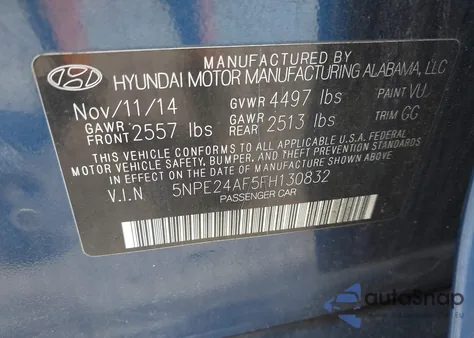 MANUFACTURED BY
HYUNDAI MOTOR MANUFACTURING ALABAMA, LLC
Nov/11/14 GVWR 4497 lbs PAINT VU
GAWR FRONT 2557 lbs GAWR REAR 2513 lbs TRIM GG
THIS VEHICLE CONFORMS TO ALL APPLICABLE U.S.A. FEDERAL
MOTOR VEHICLE SAFETY, BUMPER, AND THEFT PREVENTION STANDARDS
IN EFFECT ON THE DATE OF MANUFACTURE SHOWN ABOVE.
V.I.N 5NPE24AF5FH130832
PASSENGER CAR
autoSnap